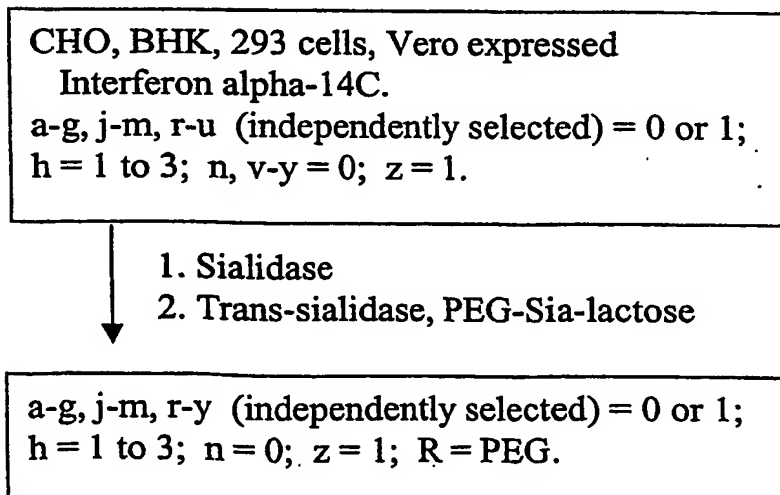 CHO, BHK, 293 cells, Vero expressed
Interferon alpha-14C.
a-g, j-m, r-u (independently selected) = 0 or 1;
h = 1 to 3; n, v-y = 0; z = 1.
1. Sialidase
2. Trans-sialidase, PEG-Sia-lactose
a-g, j-m, r-y (independently selected) = 0 or 1;
h = 1 to 3; n = 0; z = 1; R = PEG.